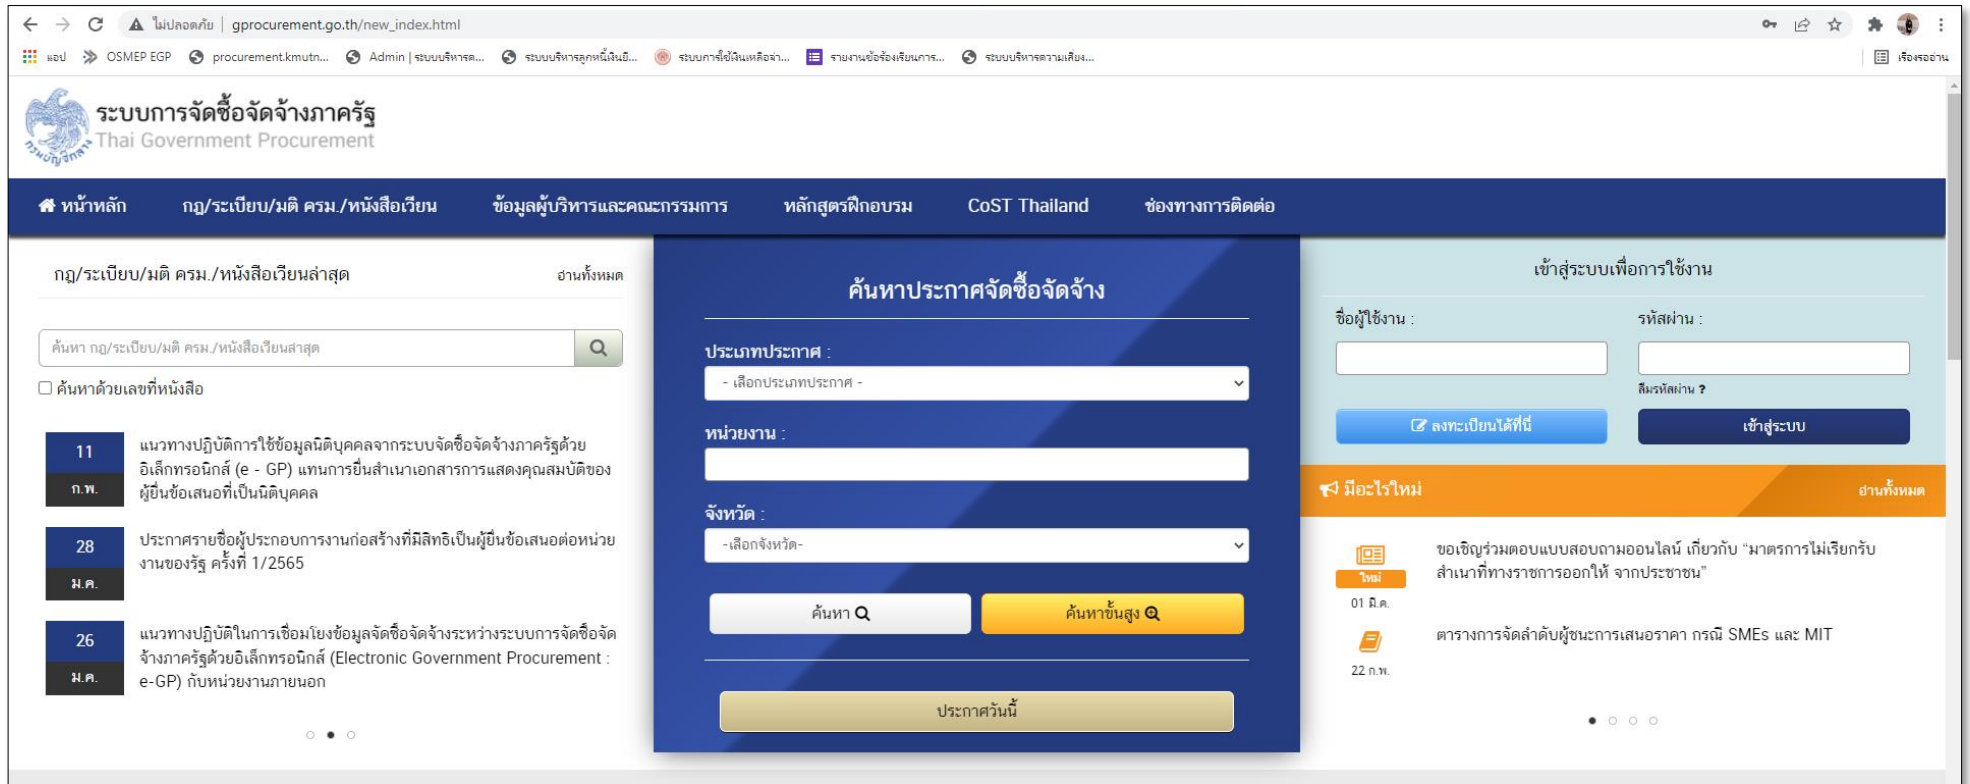 ไม่ปลอดภัย | gprocurement.go.th/new_index.html
แอป OSMEP EGP procurement.kmutn... Admin | ระบบบริหารค... ระบบบริหารลูกหนี้เงินยื... ระบบการใช้เงินเหลือจ่า... รายงานข้อร้องเรียนการ... ระบบบริหารความเสี่ยง... เรื่องรออ่าน
ระบบการจัดซื้อจัดจ้างภาครัฐ
Thai Government Procurement
กรมบัญชีกลาง
หน้าหลัก กฎ/ระเบียบ/มติ ครม./หนังสือเวียน ข้อมูลผู้บริหารและคณะกรรมการ หลักสูตรฝึกอบรม CoST Thailand ช่องทางการติดต่อ
กฎ/ระเบียบ/มติ ครม./หนังสือเวียนล่าสุด อ่านทั้งหมด
ค้นหา กฎ/ระเบียบ/มติ ครม./หนังสือเวียนล่าสุด
ค้นหาด้วยเลขที่หนังสือ
11 ก.พ.
แนวทางปฏิบัติการใช้ข้อมูลนิติบุคคลจากระบบจัดซื้อจัดจ้างภาครัฐด้วย
อิเล็กทรอนิกส์ (e - GP) แทนการยื่นสำเนาเอกสารการแสดงคุณสมบัติของ
ผู้ยื่นข้อเสนอที่เป็นนิติบุคคล
28 ม.ค.
ประกาศรายชื่อผู้ประกอบการงานก่อสร้างที่มีสิทธิเป็นผู้ยื่นข้อเสนอต่อหน่วย
งานของรัฐ ครั้งที่ 1/2565
26 ม.ค.
แนวทางปฏิบัติในการเชื่อมโยงข้อมูลจัดซื้อจัดจ้างระหว่างระบบการจัดซื้อจัด
จ้างภาครัฐด้วยอิเล็กทรอนิกส์ (Electronic Government Procurement :
e-GP) กับหน่วยงานภายนอก
ค้นหาประกาศจัดซื้อจัดจ้าง
ประเภทประกาศ :
- เลือกประเภทประกาศ -
หน่วยงาน :
จังหวัด :
-เลือกจังหวัด-
ค้นหา ค้นหาขั้นสูง
ประกาศวันนี้
เข้าสู่ระบบเพื่อการใช้งาน
ชื่อผู้ใช้งาน : รหัสผ่าน :
ลืมรหัสผ่าน ?
ลงทะเบียนได้ที่นี่ เข้าสู่ระบบ
มีอะไรใหม่ อ่านทั้งหมด
ใหม่
01 มี.ค.
ขอเชิญร่วมตอบแบบสอบถามออนไลน์ เกี่ยวกับ “มาตรการไม่เรียกรับ
สำเนาที่ทางราชการออกให้ จากประชาชน”
22 ก.พ.
ตารางการจัดลำดับผู้ชนะการเสนอราคา กรณี SMEs และ MIT